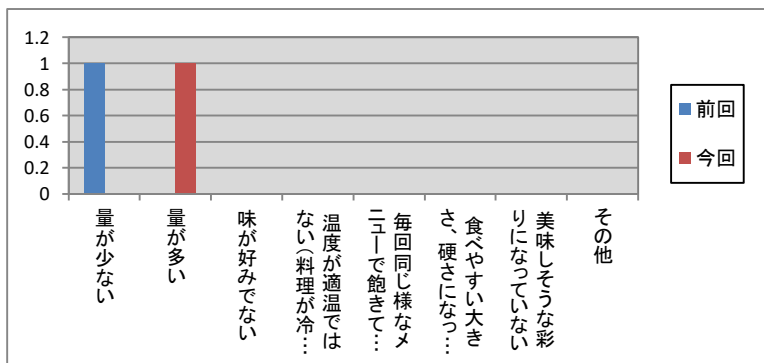 1.2
1
0.8
0.6
0.4
0.2
0
前回
今回
量が少ない
量が多い
味が好みでない
温度が適温では
ない(料理が冷…
毎回同じ様なメ
ニューで飽きて…
食べやすい大き
さ、硬さになっ…
美味しそうな彩
りになっていない
その他